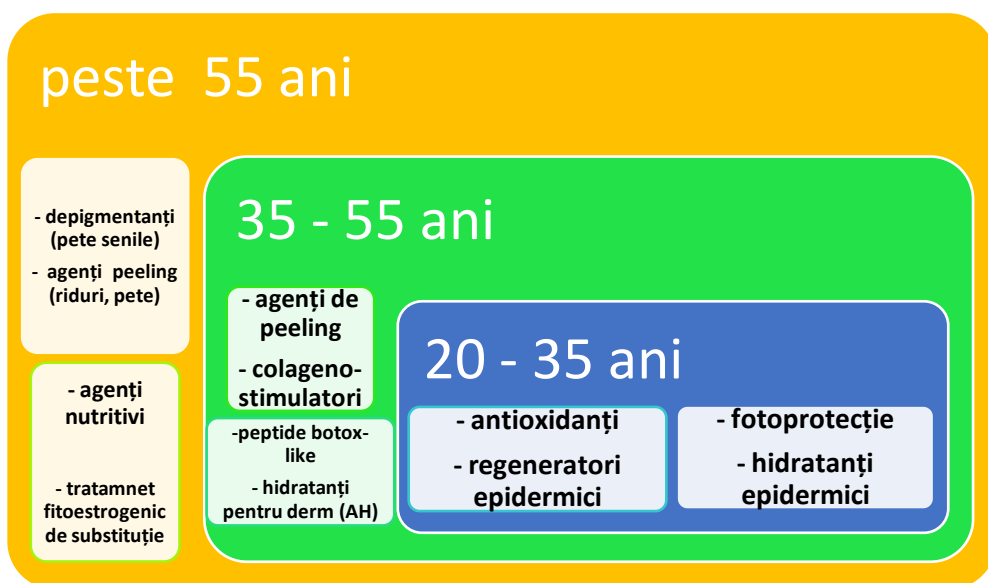 peste 55 ani
- depigmentanți
(pete senile)
- agenți peeling
(riduri, pete)
- agenți
nutritivi
- tratamnet
fitoestrogenic
de substituție
35 - 55 ani
- agenți de
peeling
- colageno-
stimulatori
-peptide botox-
like
- hidratanți
pentru derm (AH)
20 - 35 ani
- antioxidanți
- regeneratori
epidermici
- fotoprotecție
- hidratanți
epidermici